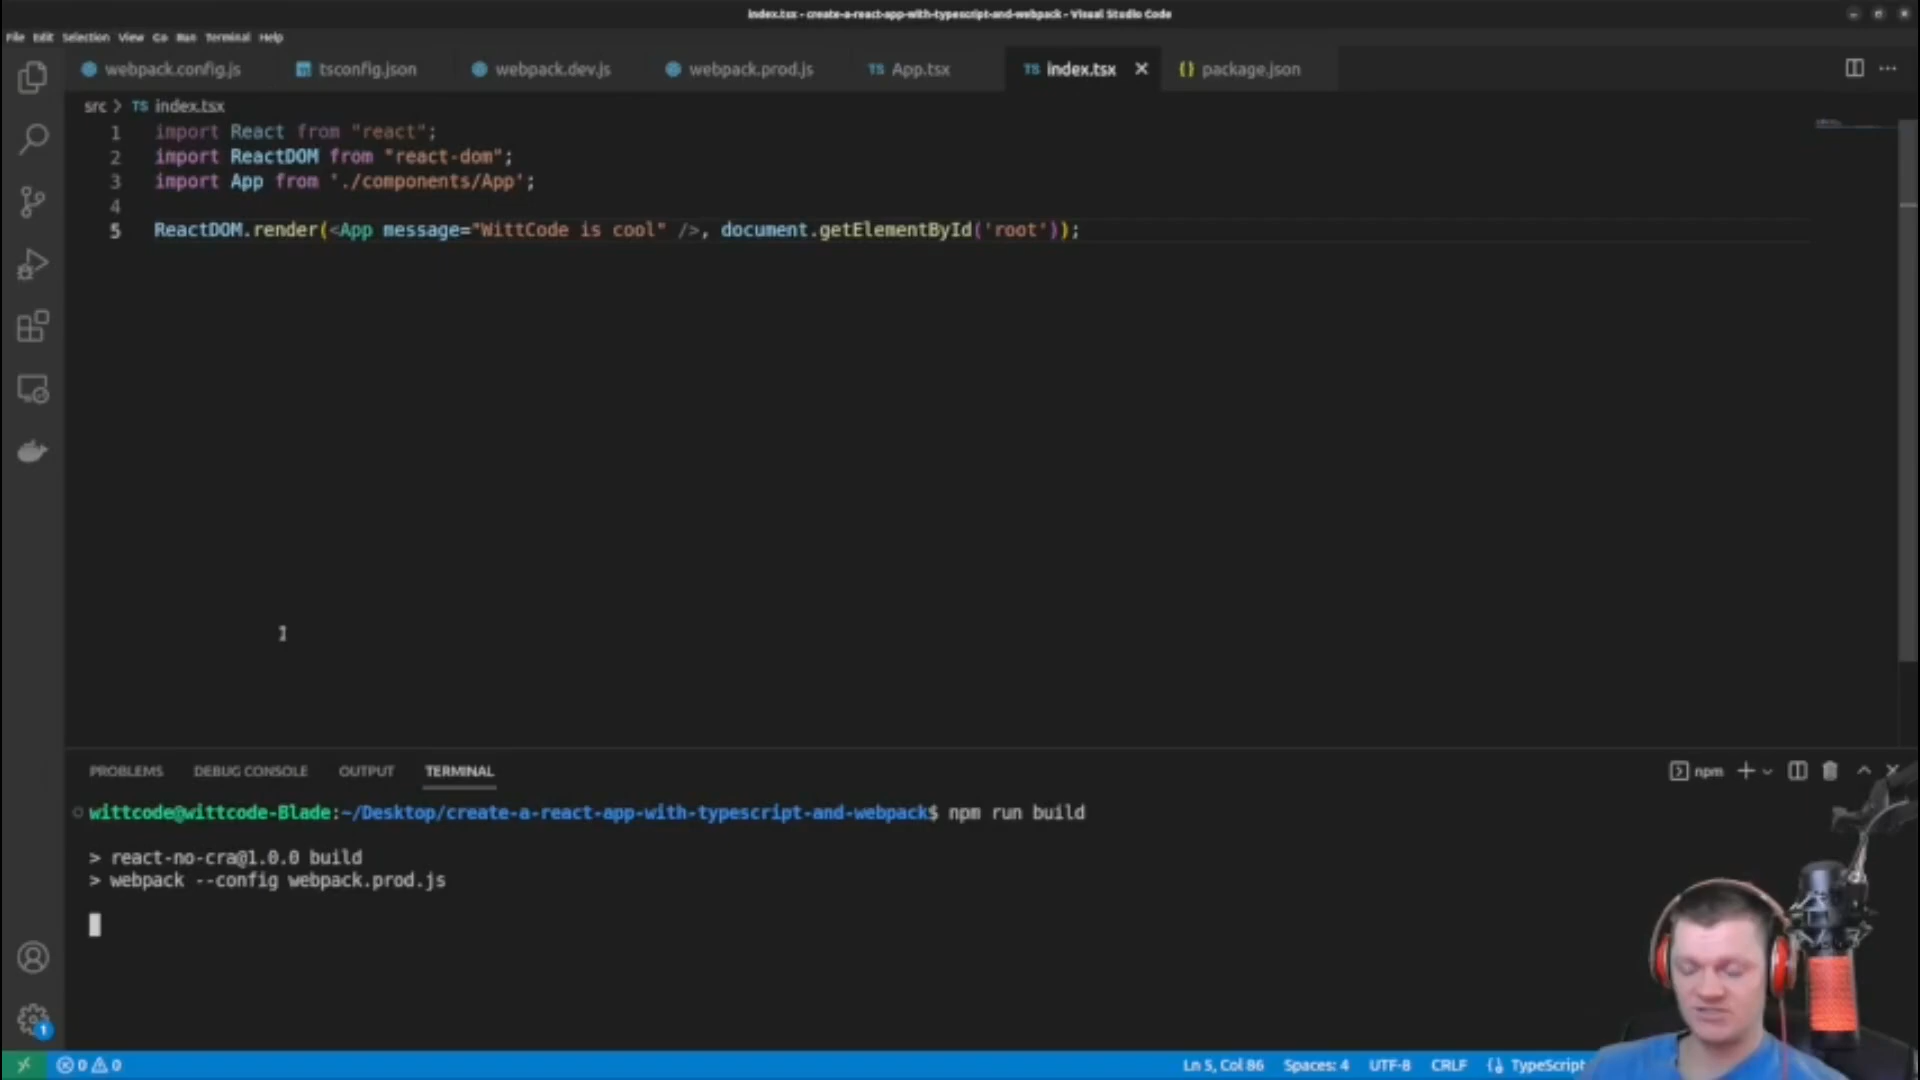 index.tsx - create-a-react-app-with-typescript-and-webpack - Visual Studio Code
File Edit Selection View Go Run Terminal Help
webpack.config.js tsconfig.json webpack.dev.js webpack.prod.js TS App.tsx TS index.tsx {} package.json
src > TS index.tsx
1 import React from "react";
2 import ReactDOM from "react-dom";
3 import App from './components/App';
4
5 ReactDOM.render(<App message="WittCode is cool" />, document.getElementById('root'));
PROBLEMS DEBUG CONSOLE OUTPUT TERMINAL npm
wittcode@wittcode-Blade:~/Desktop/create-a-react-app-with-typescript-and-webpack$ npm run build
> react-no-cra@1.0.0 build
> webpack --config webpack.prod.js
1
0 0 Ln 5, Col 86 Spaces: 4 UTF-8 CRLF {} TypeScript